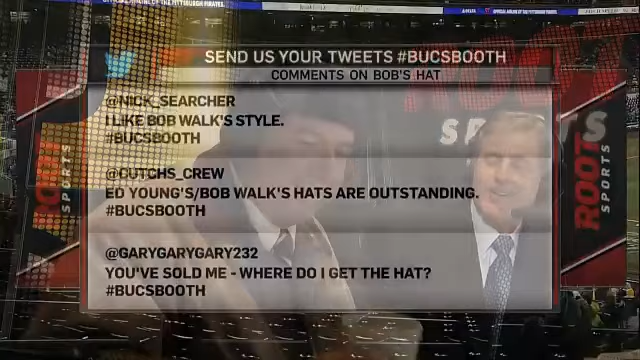 SEND US YOUR TWEETS #BUCSBOOTH
COMMENTS ON BOB'S HAT
@NICK_SEARCHER
I LIKE BOB WALK'S STYLE.
#BUCSBOOTH
@DUTCHS_CREW
ED YOUNG'S/BOB WALK'S HATS ARE OUTSTANDING.
#BUCSBOOTH
@GARYGARYGARY232
YOU'VE SOLD ME - WHERE DO I GET THE HAT?
#BUCSBOOTH
ROOT
SPORTS
ROOT
SPORTS
ROOT